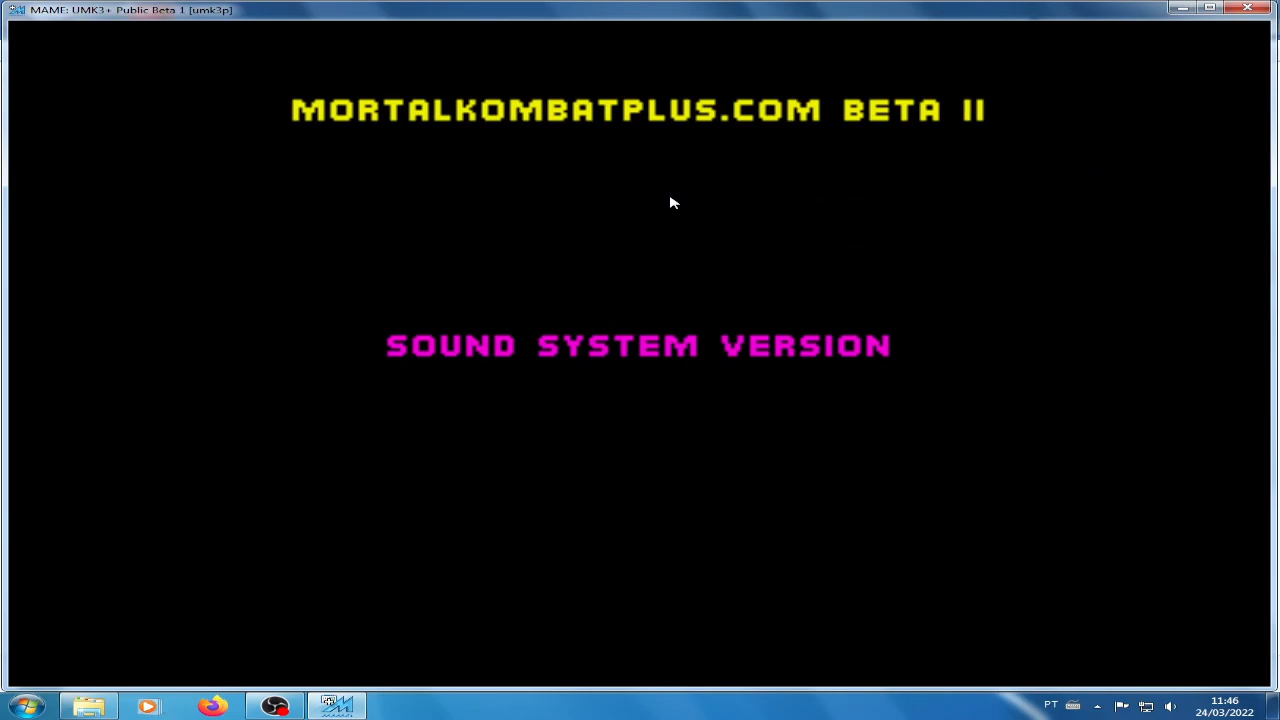 MAME: UMK3+ Public Beta 1 [umk3p]
MORTALKOMBATPLUS.COM BETA II
SOUND SYSTEM VERSION
PT
11:46
24/03/2022